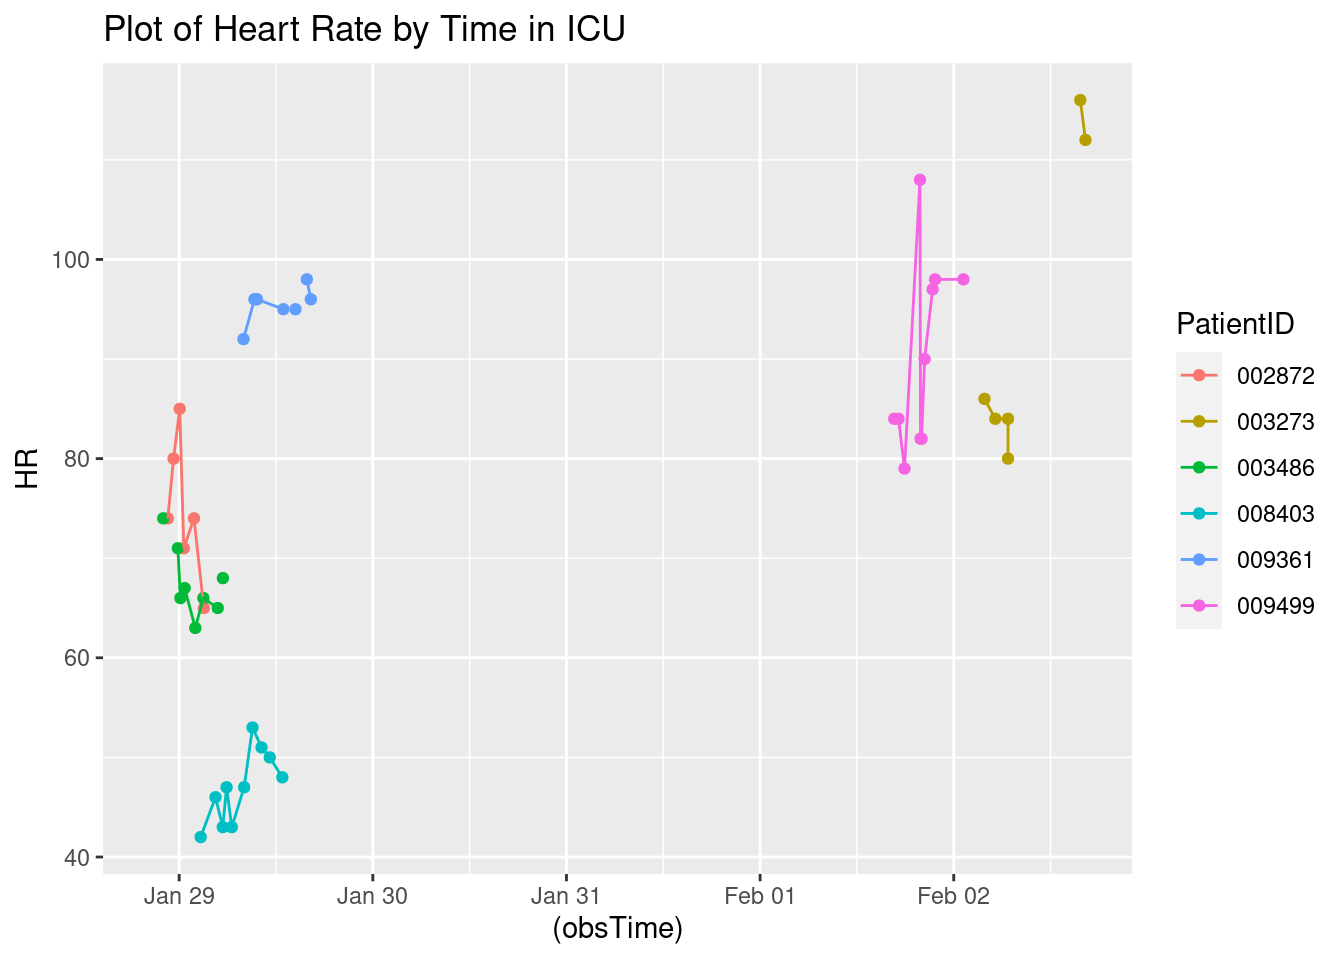 Plot of Heart Rate by Time in ICU
HR
100
80
60
40
Jan 29 Jan 30 Jan 31 Feb 01 Feb 02
(obsTime)
PatientID
002872
003273
003486
008403
009361
009499